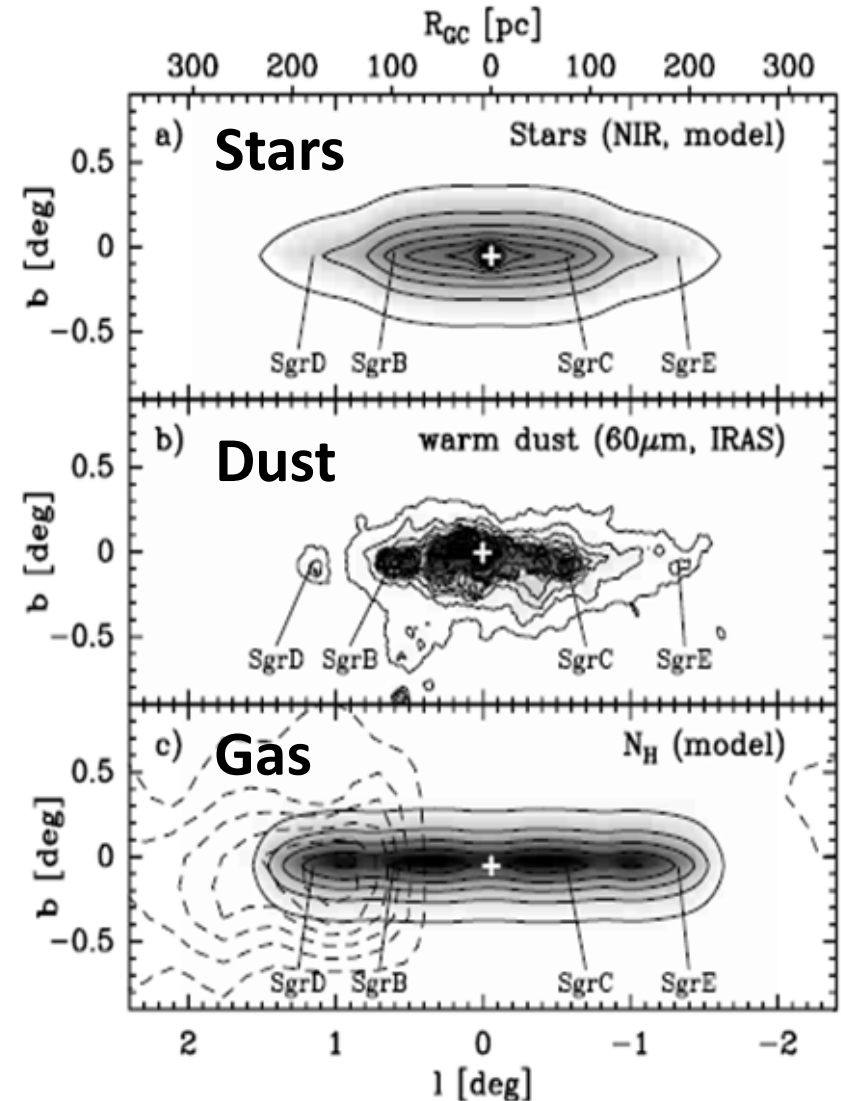 R_GC [pc]
300 200 100 0 100 200 300
a) Stars Stars (NIR, model)
0.5
0
−0.5
b [deg]
SgrD SgrB SgrC SgrE
b) Dust warm dust (60μm, IRAS)
0.5
0
−0.5
b [deg]
SgrD SgrB SgrC SgrE
c) Gas N_H (model)
0.5
0
−0.5
b [deg]
SgrD SgrB SgrC SgrE
2 1 0 −1 −2
l [deg]